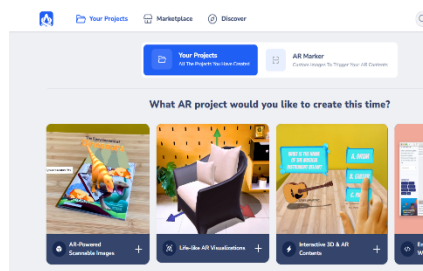 Your Projects
Marketplace
Discover
Your Projects
All The Projects You Have Created
AR Marker
Custom Images To Trigger Your AR Contents
What AR project would you like to create this time?
A. MOON
AR-Powered
Scannable Images
Life-like AR Visualizations
Interactive 3D & AR
Contents